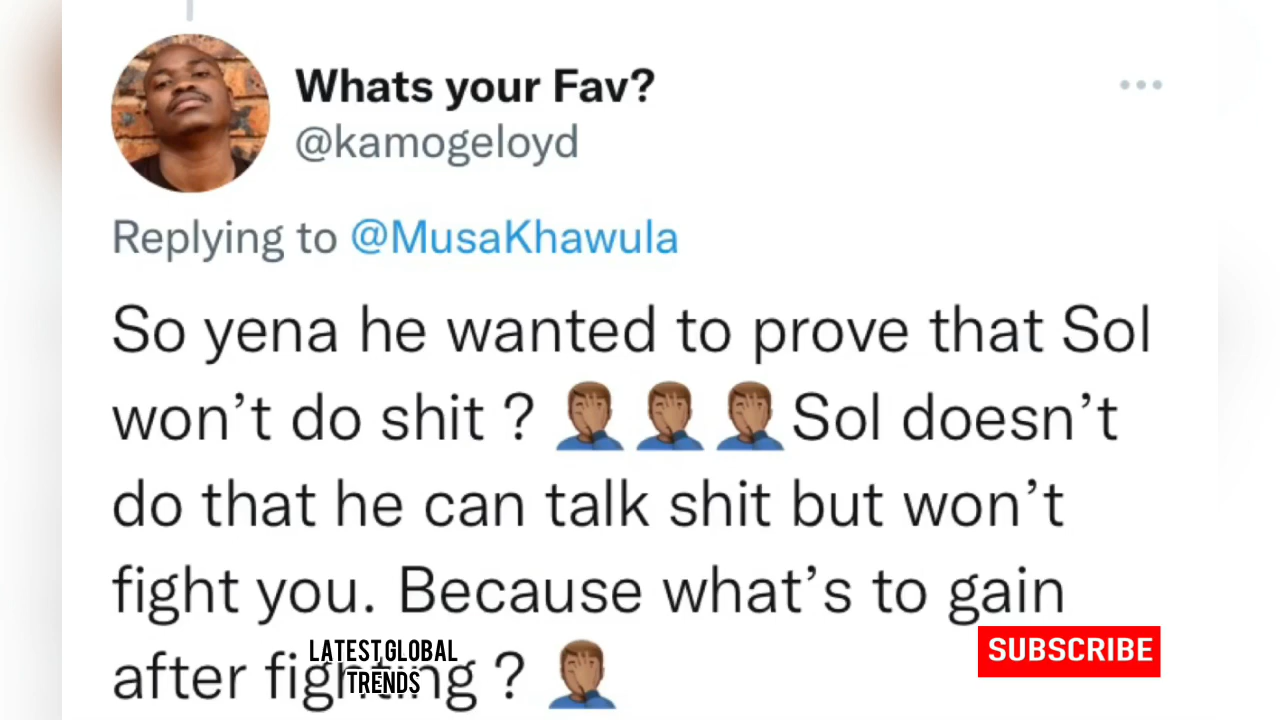 Whats your Fav?
@kamogeloyd
Replying to @MusaKhawula
So yena he wanted to prove that Sol
won't do shit ? 🤦🏽‍♂️🤦🏽‍♂️🤦🏽‍♂️Sol doesn't
do that he can talk shit but won't
fight you. Because what's to gain
after fighting ? 🤦🏽‍♂️
LATEST GLOBAL
TRENDS
SUBSCRIBE